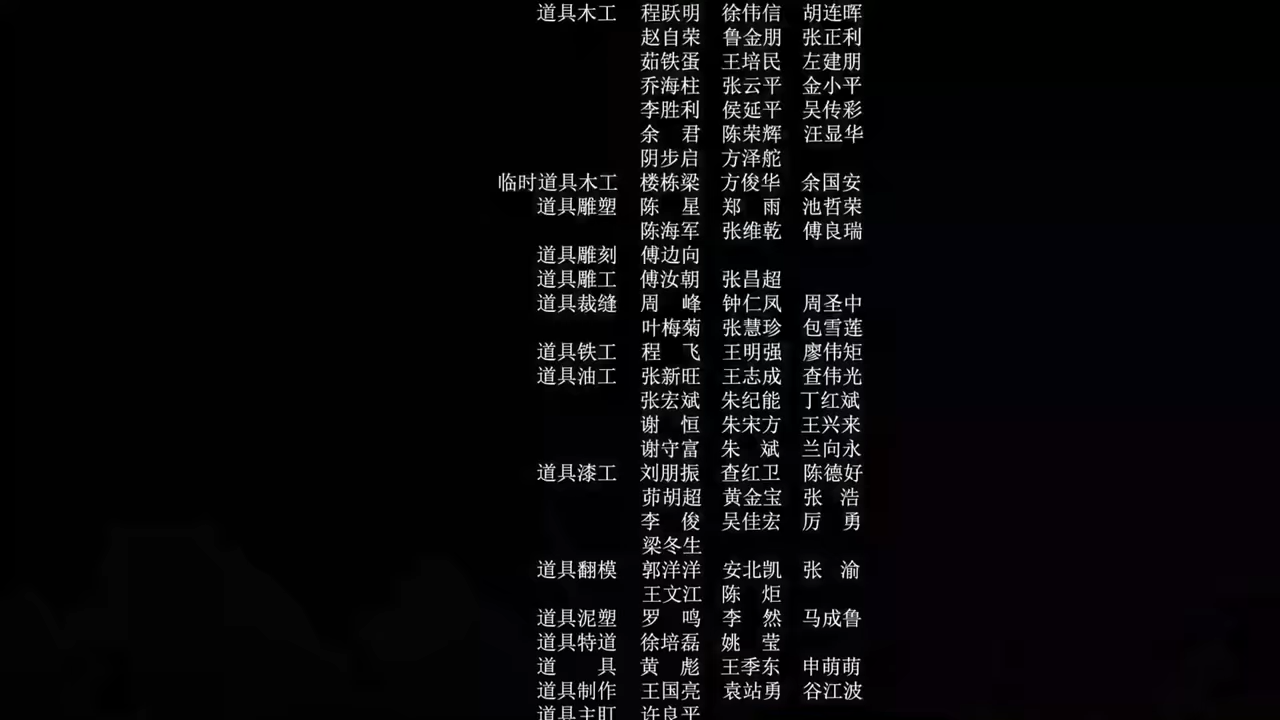 道具木工 程跃明 徐伟信 胡连晖
赵自荣 鲁金朋 张正利
茹铁蛋 王培民 左建朋
乔海柱 张云平 金小平
李胜利 侯延平 吴传彩
余 君 陈荣辉 汪显华
阴步启 方泽舵
临时道具木工 楼栋梁 方俊华 余国安
道具雕塑 陈 星 郑 雨 池哲荣
陈海军 张维乾 傅良瑞
道具雕刻 傅边向
道具雕工 傅汝朝 张昌超
道具裁缝 周 峰 钟仁凤 周圣中
叶梅菊 张慧珍 包雪莲
道具铁工 程 飞 王明强 廖伟矩
道具油工 张新旺 王志成 查伟光
张宏斌 朱纪能 丁红斌
谢 恒 朱宋方 王兴来
谢守富 朱 斌 兰向永
道具漆工 刘朋振 查红卫 陈德好
茆胡超 黄金宝 张 浩
李 俊 吴佳宏 厉 勇
梁冬生
道具翻模 郭洋洋 安北凯 张 渝
王文江 陈 炬
道具泥塑 罗 鸣 李 然 马成鲁
道具特道 徐培磊 姚 莹
道 具 黄 彪 王季东 申萌萌
道具制作 王国亮 袁站勇 谷江波
道具主盯 许良平